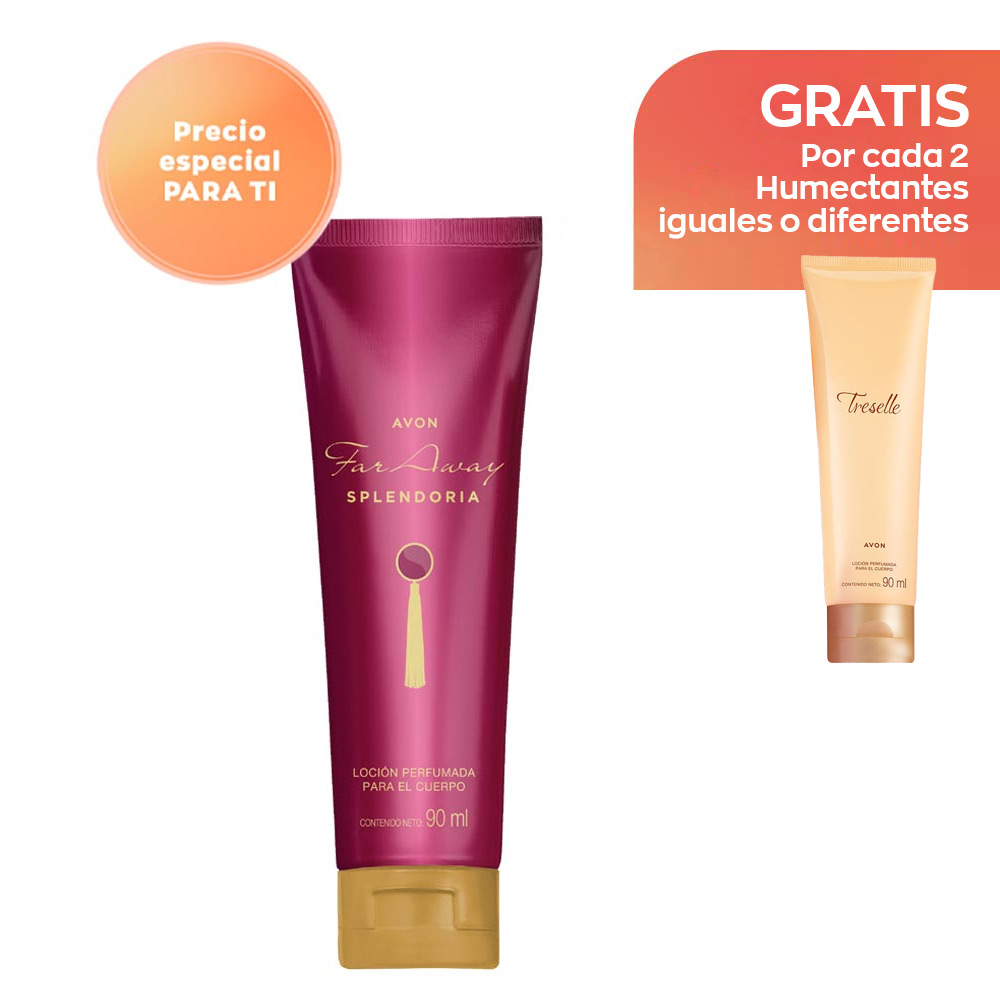 Precio
especial
PARA TI
GRATIS
Por cada 2
Humectantes
iguales o diferentes
AVON
Far Away
SPLENDORIA
LOCIÓN PERFUMADA
PARA EL CUERPO
CONTENIDO NETO: 90 ml
Treselle
AVON
LOCIÓN PERFUMADA
PARA EL CUERPO
CONTENIDO NETO: 90 ml